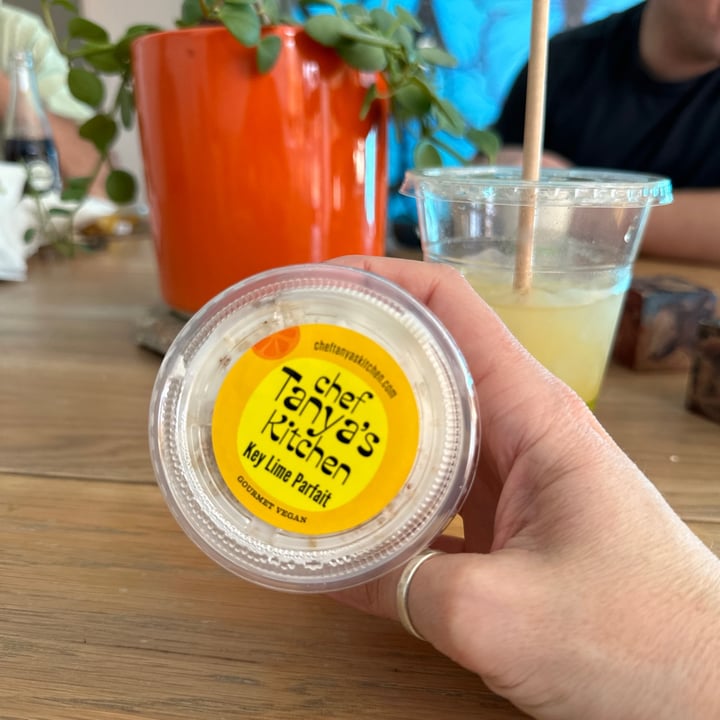 cheftanyaskitchen.com
chef
Tanya's
Kitchen
Key Lime Parfait
GOURMET VEGAN